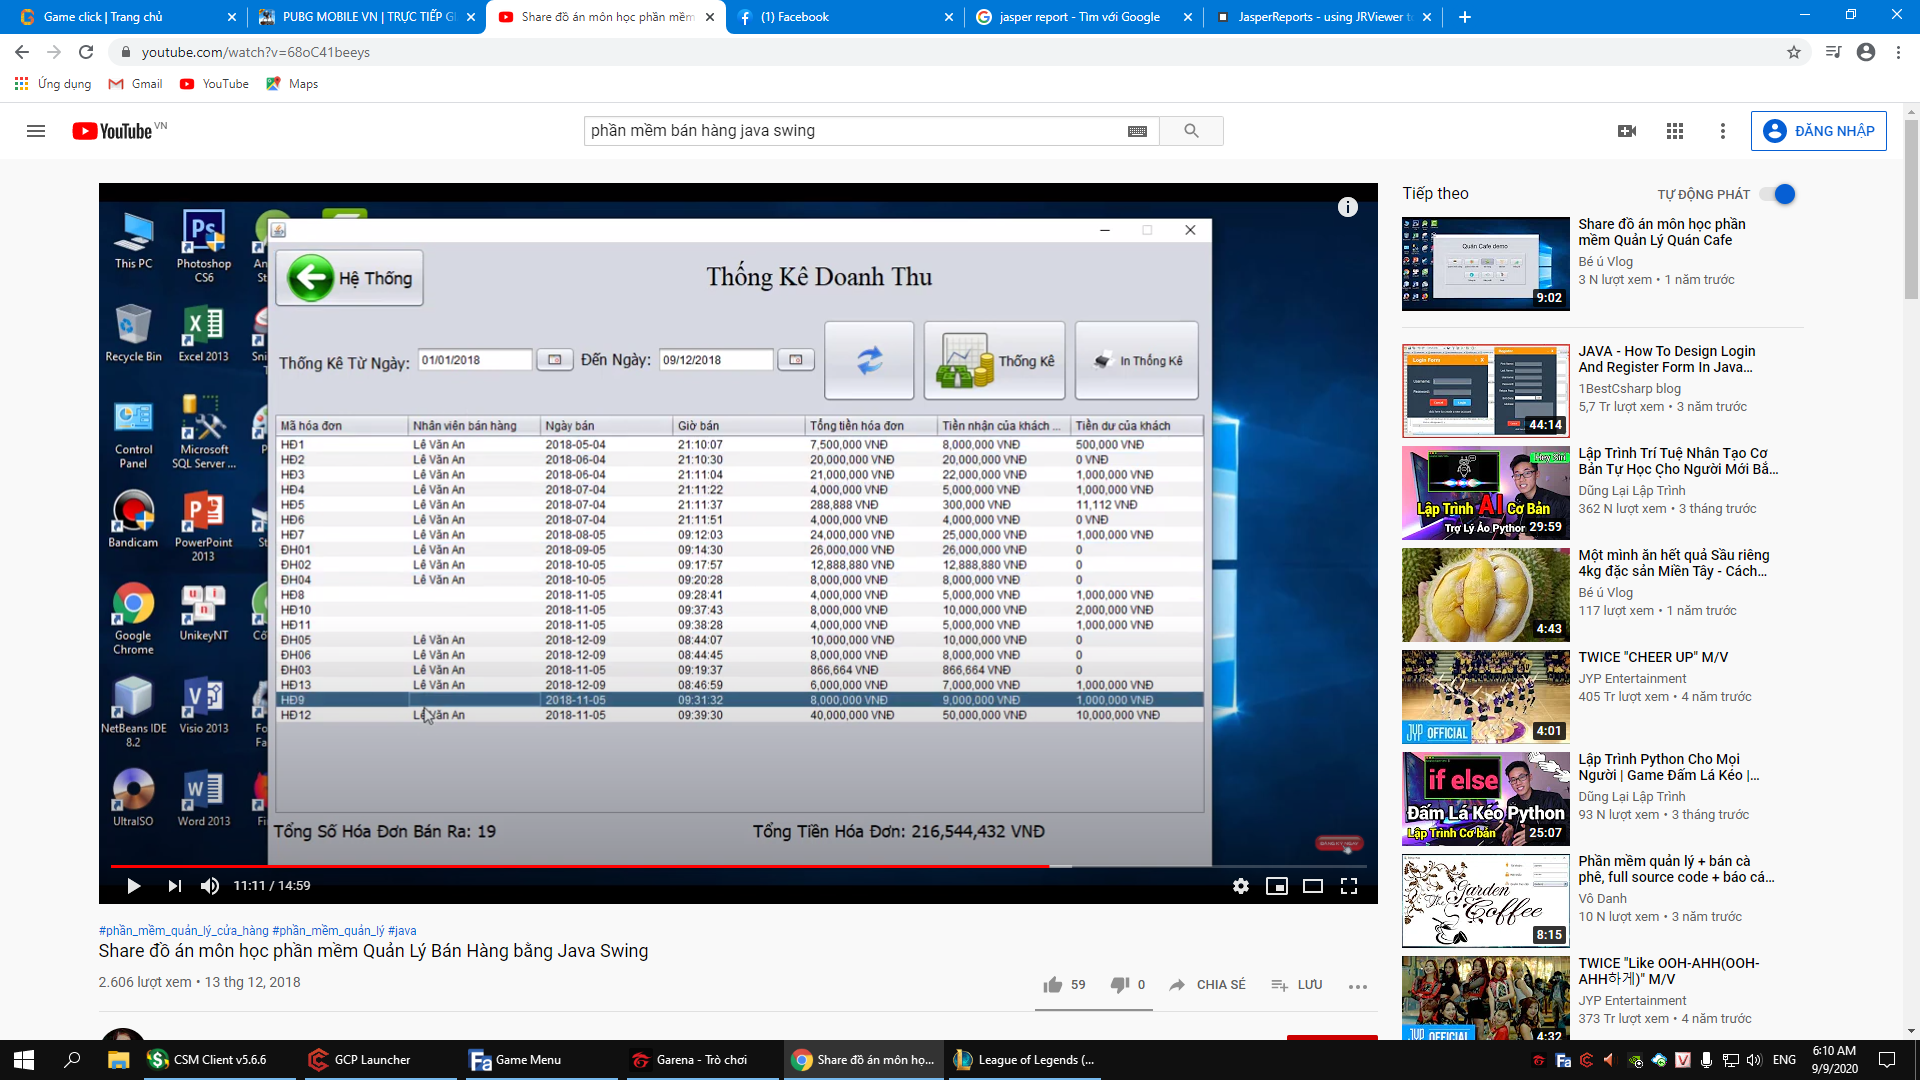 Game click | Trang chủ
PUBG MOBILE VN | TRỰC TIẾP GI
Share đồ án môn học phần mềm
(1) Facebook
jasper report - Tìm với Google
JasperReports - using JRViewer to
youtube.com/watch?v=68oC41beeys
Ứng dụng
Gmail
YouTube
Maps
YouTube VN
phần mềm bán hàng java swing
ĐĂNG NHẬP
This PC
Photoshop CS6
Recycle Bin
Excel 2013
Control Panel
Microsoft SQL Server ...
Bandicam
PowerPoint 2013
Google Chrome
UnikeyNT
NetBeans IDE 8.2
Visio 2013
UltraISO
Word 2013
Hệ Thống
Thống Kê Doanh Thu
Thống Kê Từ Ngày: 01/01/2018 Đến Ngày: 09/12/2018
Thống Kê
In Thống Kê
Mã hóa đơn Nhân viên bán hàng Ngày bán Giờ bán Tổng tiền hóa đơn Tiền nhận của khách ... Tiền dư của khách
HĐ1 Lê Văn An 2018-05-04 21:10:07 7,500,000 VNĐ 8,000,000 VNĐ 500,000 VNĐ
HĐ2 Lê Văn An 2018-06-04 21:10:30 20,000,000 VNĐ 20,000,000 VNĐ 0 VNĐ
HĐ3 Lê Văn An 2018-06-04 21:11:04 21,000,000 VNĐ 22,000,000 VNĐ 1,000,000 VNĐ
HĐ4 Lê Văn An 2018-07-04 21:11:22 4,000,000 VNĐ 5,000,000 VNĐ 1,000,000 VNĐ
HĐ5 Lê Văn An 2018-07-04 21:11:37 288,888 VNĐ 300,000 VNĐ 11,112 VNĐ
HĐ6 Lê Văn An 2018-07-04 21:11:51 4,000,000 VNĐ 4,000,000 VNĐ 0 VNĐ
HĐ7 Lê Văn An 2018-08-05 09:12:03 24,000,000 VNĐ 25,000,000 VNĐ 1,000,000 VNĐ
ĐH01 Lê Văn An 2018-09-05 09:14:30 26,000,000 VNĐ 26,000,000 VNĐ 0
ĐH02 Lê Văn An 2018-10-05 09:17:57 12,888,880 VNĐ 12,888,880 VNĐ 0
ĐH04 Lê Văn An 2018-10-05 09:20:28 8,000,000 VNĐ 8,000,000 VNĐ 0
HĐ8 2018-11-05 09:28:41 4,000,000 VNĐ 5,000,000 VNĐ 1,000,000 VNĐ
HĐ10 2018-11-05 09:37:43 8,000,000 VNĐ 10,000,000 VNĐ 2,000,000 VNĐ
HĐ11 2018-11-05 09:38:28 4,000,000 VNĐ 5,000,000 VNĐ 1,000,000 VNĐ
ĐH05 Lê Văn An 2018-12-09 08:44:07 10,000,000 VNĐ 10,000,000 VNĐ 0
ĐH06 Lê Văn An 2018-12-09 08:44:45 8,000,000 VNĐ 8,000,000 VNĐ 0
ĐH03 Lê Văn An 2018-11-05 09:19:37 866,664 VNĐ 866,664 VNĐ 0
HĐ13 Lê Văn An 2018-12-09 08:46:59 6,000,000 VNĐ 7,000,000 VNĐ 1,000,000 VNĐ
HĐ9 2018-11-05 09:31:32 8,000,000 VNĐ 9,000,000 VNĐ 1,000,000 VNĐ
HĐ12 Lê Văn An 2018-11-05 09:39:30 40,000,000 VNĐ 50,000,000 VNĐ 10,000,000 VNĐ
Tổng Số Hóa Đơn Bán Ra: 19
Tổng Tiền Hóa Đơn: 216,544,432 VNĐ
11:11 / 14:59
#phần_mềm_quản_lý_cửa_hàng #phần_mềm_quản_lý #java
Share đồ án môn học phần mềm Quản Lý Bán Hàng bằng Java Swing
2.606 lượt xem • 13 thg 12, 2018
59
0
CHIA SẺ
LƯU
Tiếp theo
TỰ ĐỘNG PHÁT
Quán Cafe demo
9:02
Share đồ án môn học phần
mềm Quản Lý Quán Cafe
Bé ú Vlog
3 N lượt xem • 1 năm trước
44:14
JAVA - How To Design Login
And Register Form In Java...
1BestCsharp blog
5,7 Tr lượt xem • 3 năm trước
Hey Siri
Lập Trình AI Cơ Bản
Trợ Lý Ảo Python
29:59
Lập Trình Trí Tuệ Nhân Tạo Cơ
Bản Tự Học Cho Người Mới Bắ...
Dũng Lại Lập Trình
362 N lượt xem • 3 tháng trước
4:43
Một mình ăn hết quả Sầu riêng
4kg đặc sản Miền Tây - Cách...
Bé ú Vlog
117 lượt xem • 1 năm trước
JYP OFFICIAL
4:01
TWICE "CHEER UP" M/V
JYP Entertainment
405 Tr lượt xem • 4 năm trước
if else
Đấm Lá Kéo Python
Lập Trình Cơ bản
25:07
Lập Trình Python Cho Mọi
Người | Game Đấm Lá Kéo |...
Dũng Lại Lập Trình
93 N lượt xem • 3 tháng trước
The Garden Coffee
8:15
Phần mềm quản lý + bán cà
phê, full source code + báo cá...
Vô Danh
10 N lượt xem • 3 năm trước
JYP OFFICIAL
4:32
TWICE "Like OOH-AHH(OOH-
AHH하게)" M/V
JYP Entertainment
373 Tr lượt xem • 4 năm trước
CSM Client v5.6.6
GCP Launcher
Game Menu
Garena - Trò chơi
Share đồ án môn họ...
League of Legends (...
ENG
6:10 AM
9/9/2020